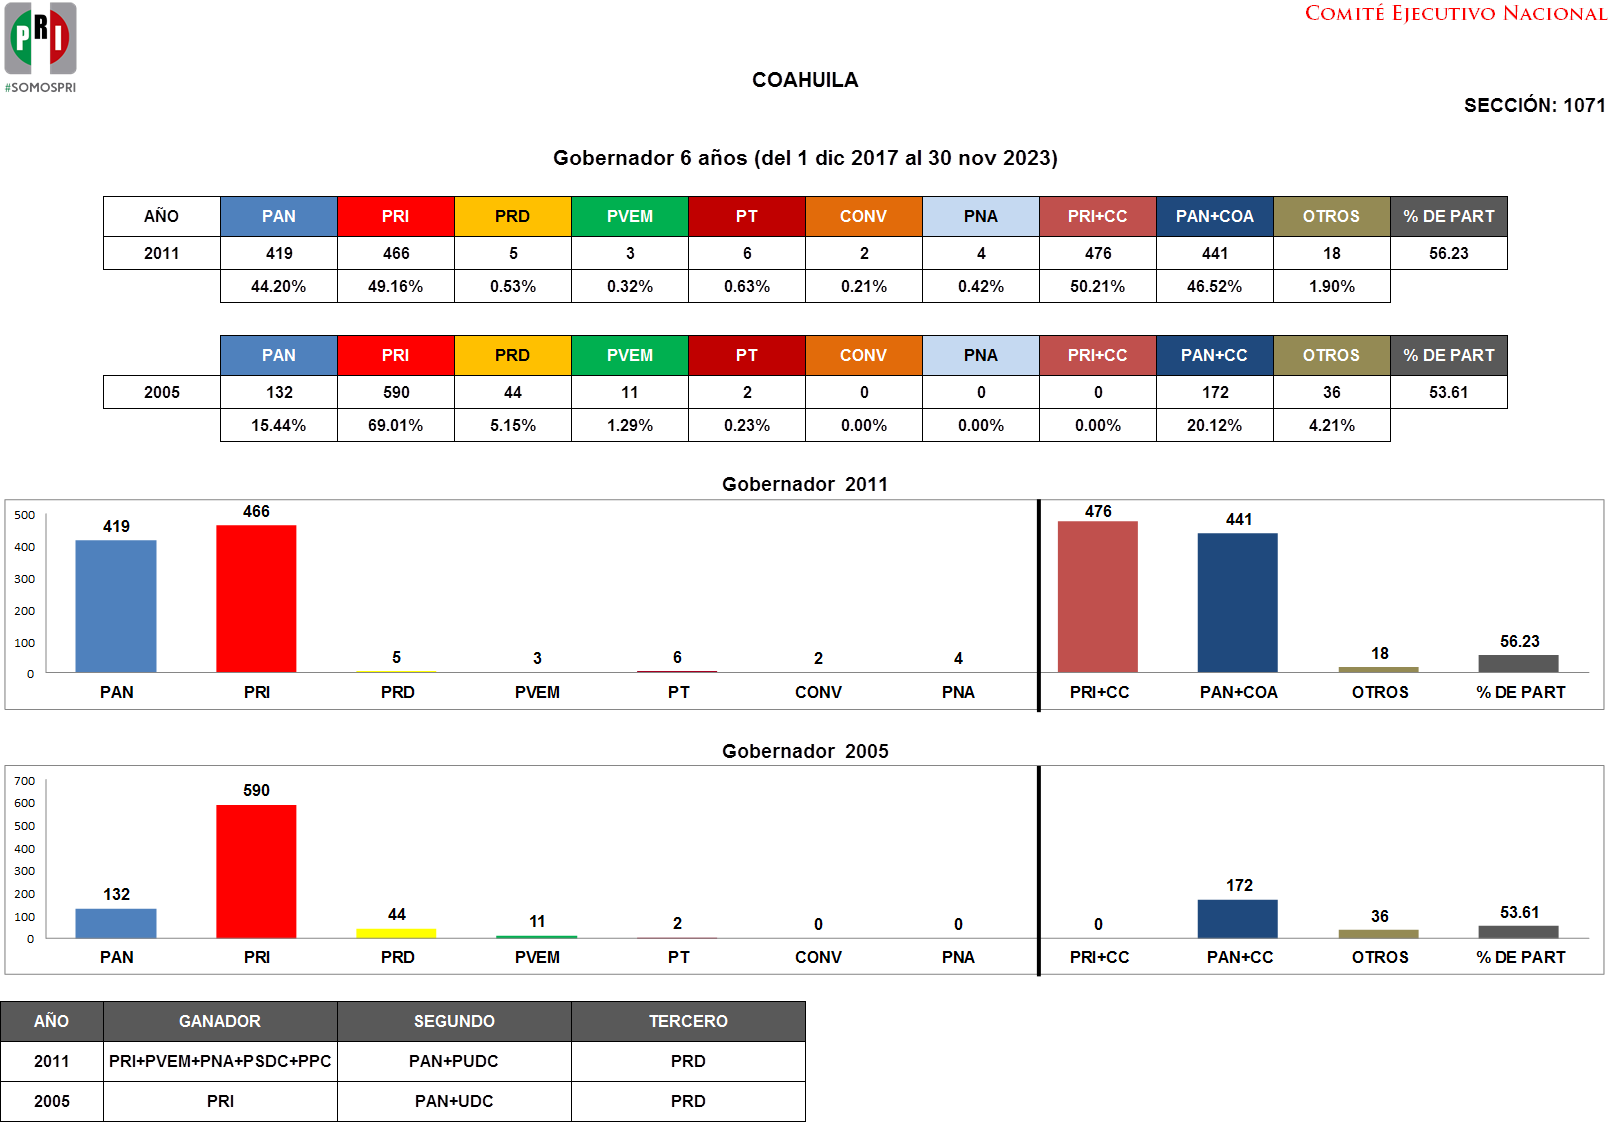 PRI
#SOMOSPRI
COMITÉ EJECUTIVO NACIONAL
COAHUILA
SECCIÓN: 1071
Gobernador 6 años (del 1 dic 2017 al 30 nov 2023)
AÑO PAN PRI PRD PVEM PT CONV PNA PRI+CC PAN+COA OTROS % DE PART
2011 419 466 5 3 6 2 4 476 441 18 56.23
44.20% 49.16% 0.53% 0.32% 0.63% 0.21% 0.42% 50.21% 46.52% 1.90%
PAN PRI PRD PVEM PT CONV PNA PRI+CC PAN+CC OTROS % DE PART
2005 132 590 44 11 2 0 0 0 172 36 53.61
15.44% 69.01% 5.15% 1.29% 0.23% 0.00% 0.00% 0.00% 20.12% 4.21%
Gobernador 2011
500
400
300
200
100
0
419 466 5 3 6 2 4 476 441 18 56.23
PAN PRI PRD PVEM PT CONV PNA PRI+CC PAN+COA OTROS % DE PART
Gobernador 2005
700
600
500
400
300
200
100
0
132 590 44 11 2 0 0 0 172 36 53.61
PAN PRI PRD PVEM PT CONV PNA PRI+CC PAN+CC OTROS % DE PART
AÑO GANADOR SEGUNDO TERCERO
2011 PRI+PVEM+PNA+PSDC+PPC PAN+PUDC PRD
2005 PRI PAN+UDC PRD